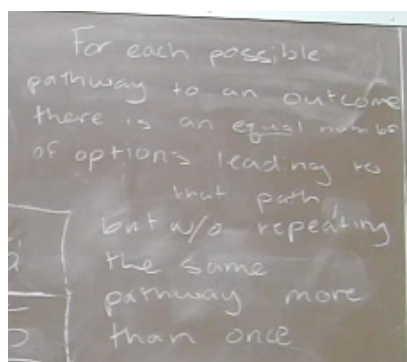 For each possible
pathway to an outcome
there is an equal number
of options leading to
that path
but w/o repeating
the same
pathway more
than once